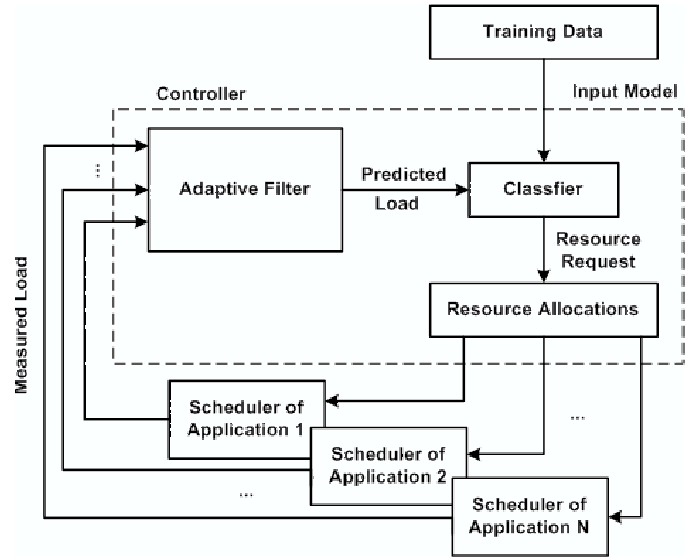 Training Data
Controller
Input Model
Adaptive Filter
Predicted
Load
Classfier
...
Resource
Request
Resource Allocations
Measured Load
Scheduler of
Application 1
...
Scheduler of
Application 2
...
Scheduler of
Application N